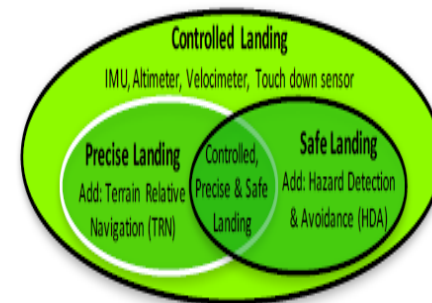 Controlled Landing
IMU, Altimeter, Velocimeter, Touch down sensor
Precise Landing
Add: Terrain Relative
Navigation (TRN)
Controlled,
Precise & Safe
Landing
Safe Landing
Add: Hazard Detection
& Avoidance (HDA)